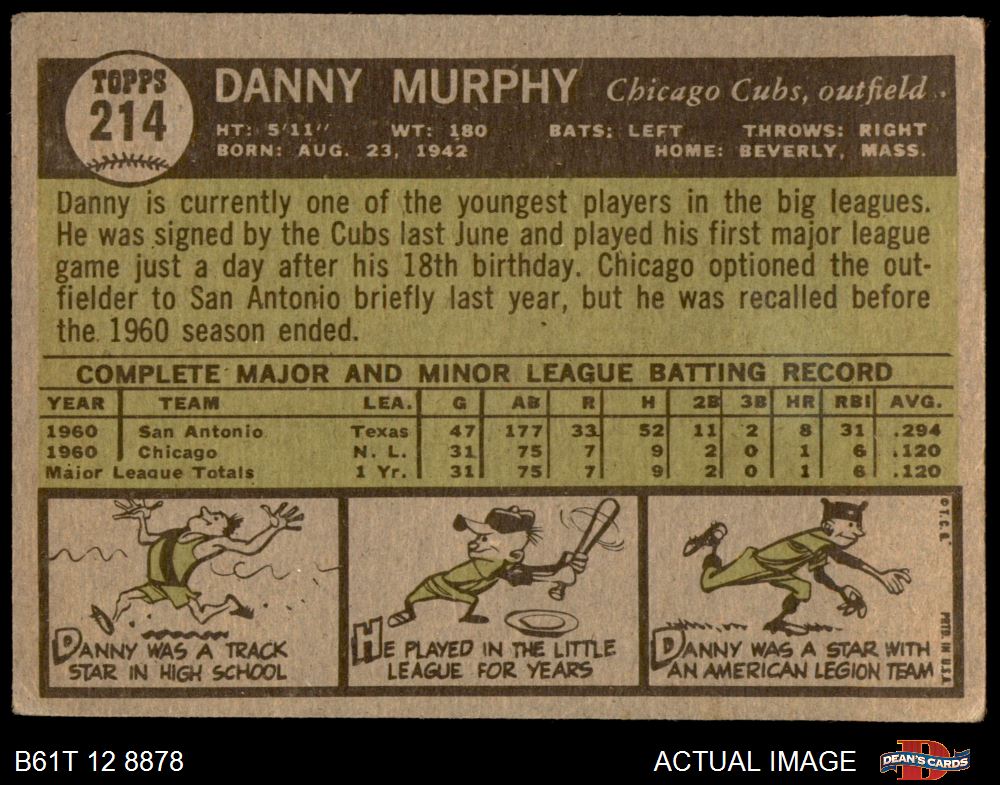 TOPPS
214
DANNY MURPHY Chicago Cubs, outfield
HT: 5'11" WT: 180 BATS: LEFT THROWS: RIGHT
BORN: AUG. 23, 1942 HOME: BEVERLY, MASS.
Danny is currently one of the youngest players in the big leagues.
He was signed by the Cubs last June and played his first major league
game just a day after his 18th birthday. Chicago optioned the out-
fielder to San Antonio briefly last year, but he was recalled before
the 1960 season ended.
COMPLETE MAJOR AND MINOR LEAGUE BATTING RECORD
YEAR TEAM LEA. G AB R H 2B 3B HR RBI AVG.
1960 San Antonio Texas 47 177 33 52 11 2 8 31 .294
1960 Chicago N. L. 31 75 7 9 2 0 1 6 .120
Major League Totals 1 Yr. 31 75 7 9 2 0 1 6 .120
DANNY WAS A TRACK
STAR IN HIGH SCHOOL
HE PLAYED IN THE LITTLE
LEAGUE FOR YEARS
DANNY WAS A STAR WITH
AN AMERICAN LEGION TEAM
© T. C. G.
PRTD. IN U.S.A.
B61T 12 8878 ACTUAL IMAGE
D
DEAN'S CARDS